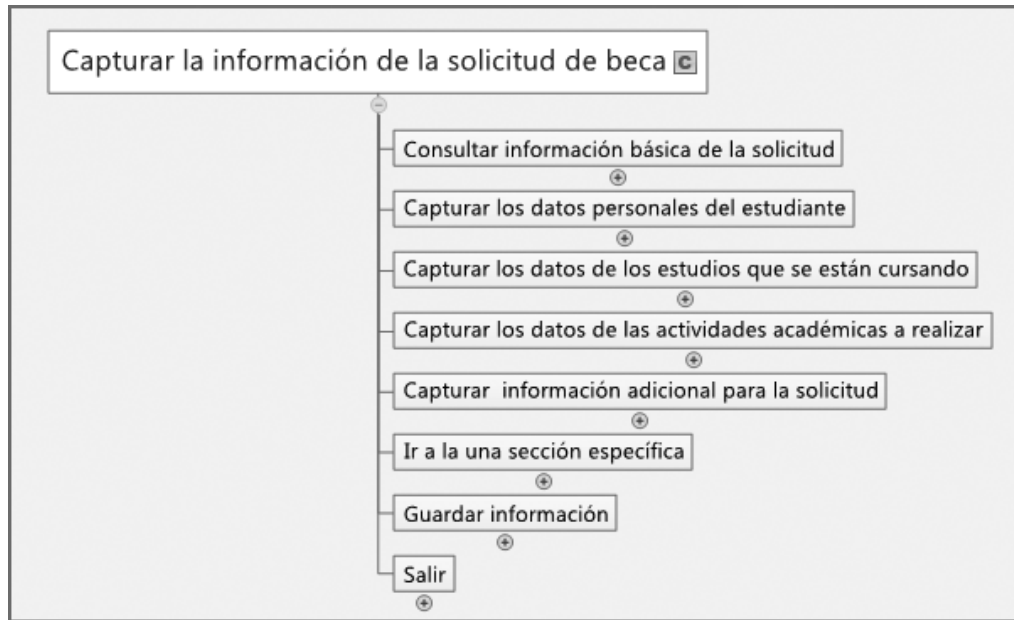 Capturar la información de la solicitud de beca C
Consultar información básica de la solicitud
Capturar los datos personales del estudiante
Capturar los datos de los estudios que se están cursando
Capturar los datos de las actividades académicas a realizar
Capturar  información adicional para la solicitud
Ir a la una sección específica
Guardar información
Salir